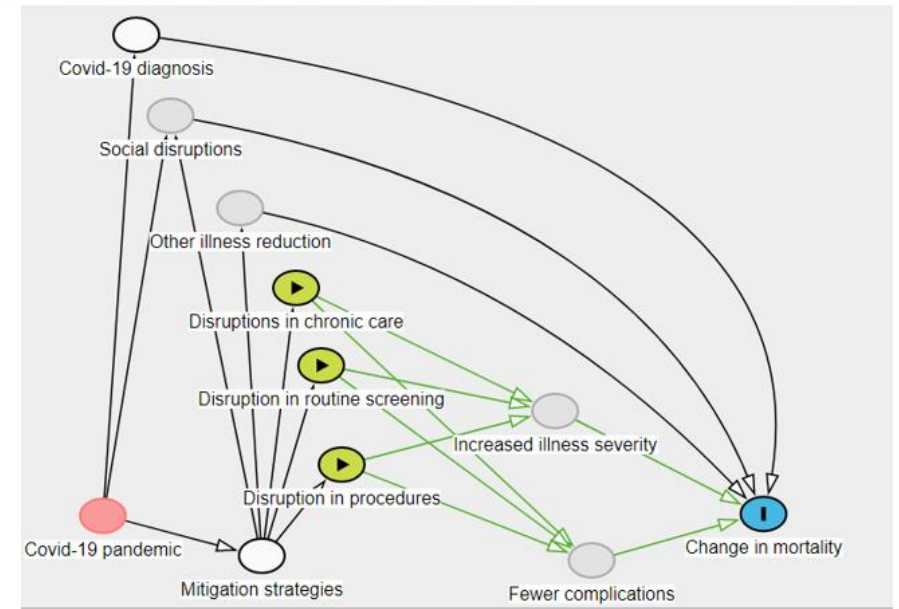 Covid-19 diagnosis
Social disruptions
Other illness reduction
Disruptions in chronic care
Disruption in routine screening
Increased illness severity
Disruption in procedures
Covid-19 pandemic
Change in mortality
Mitigation strategies
Fewer complications